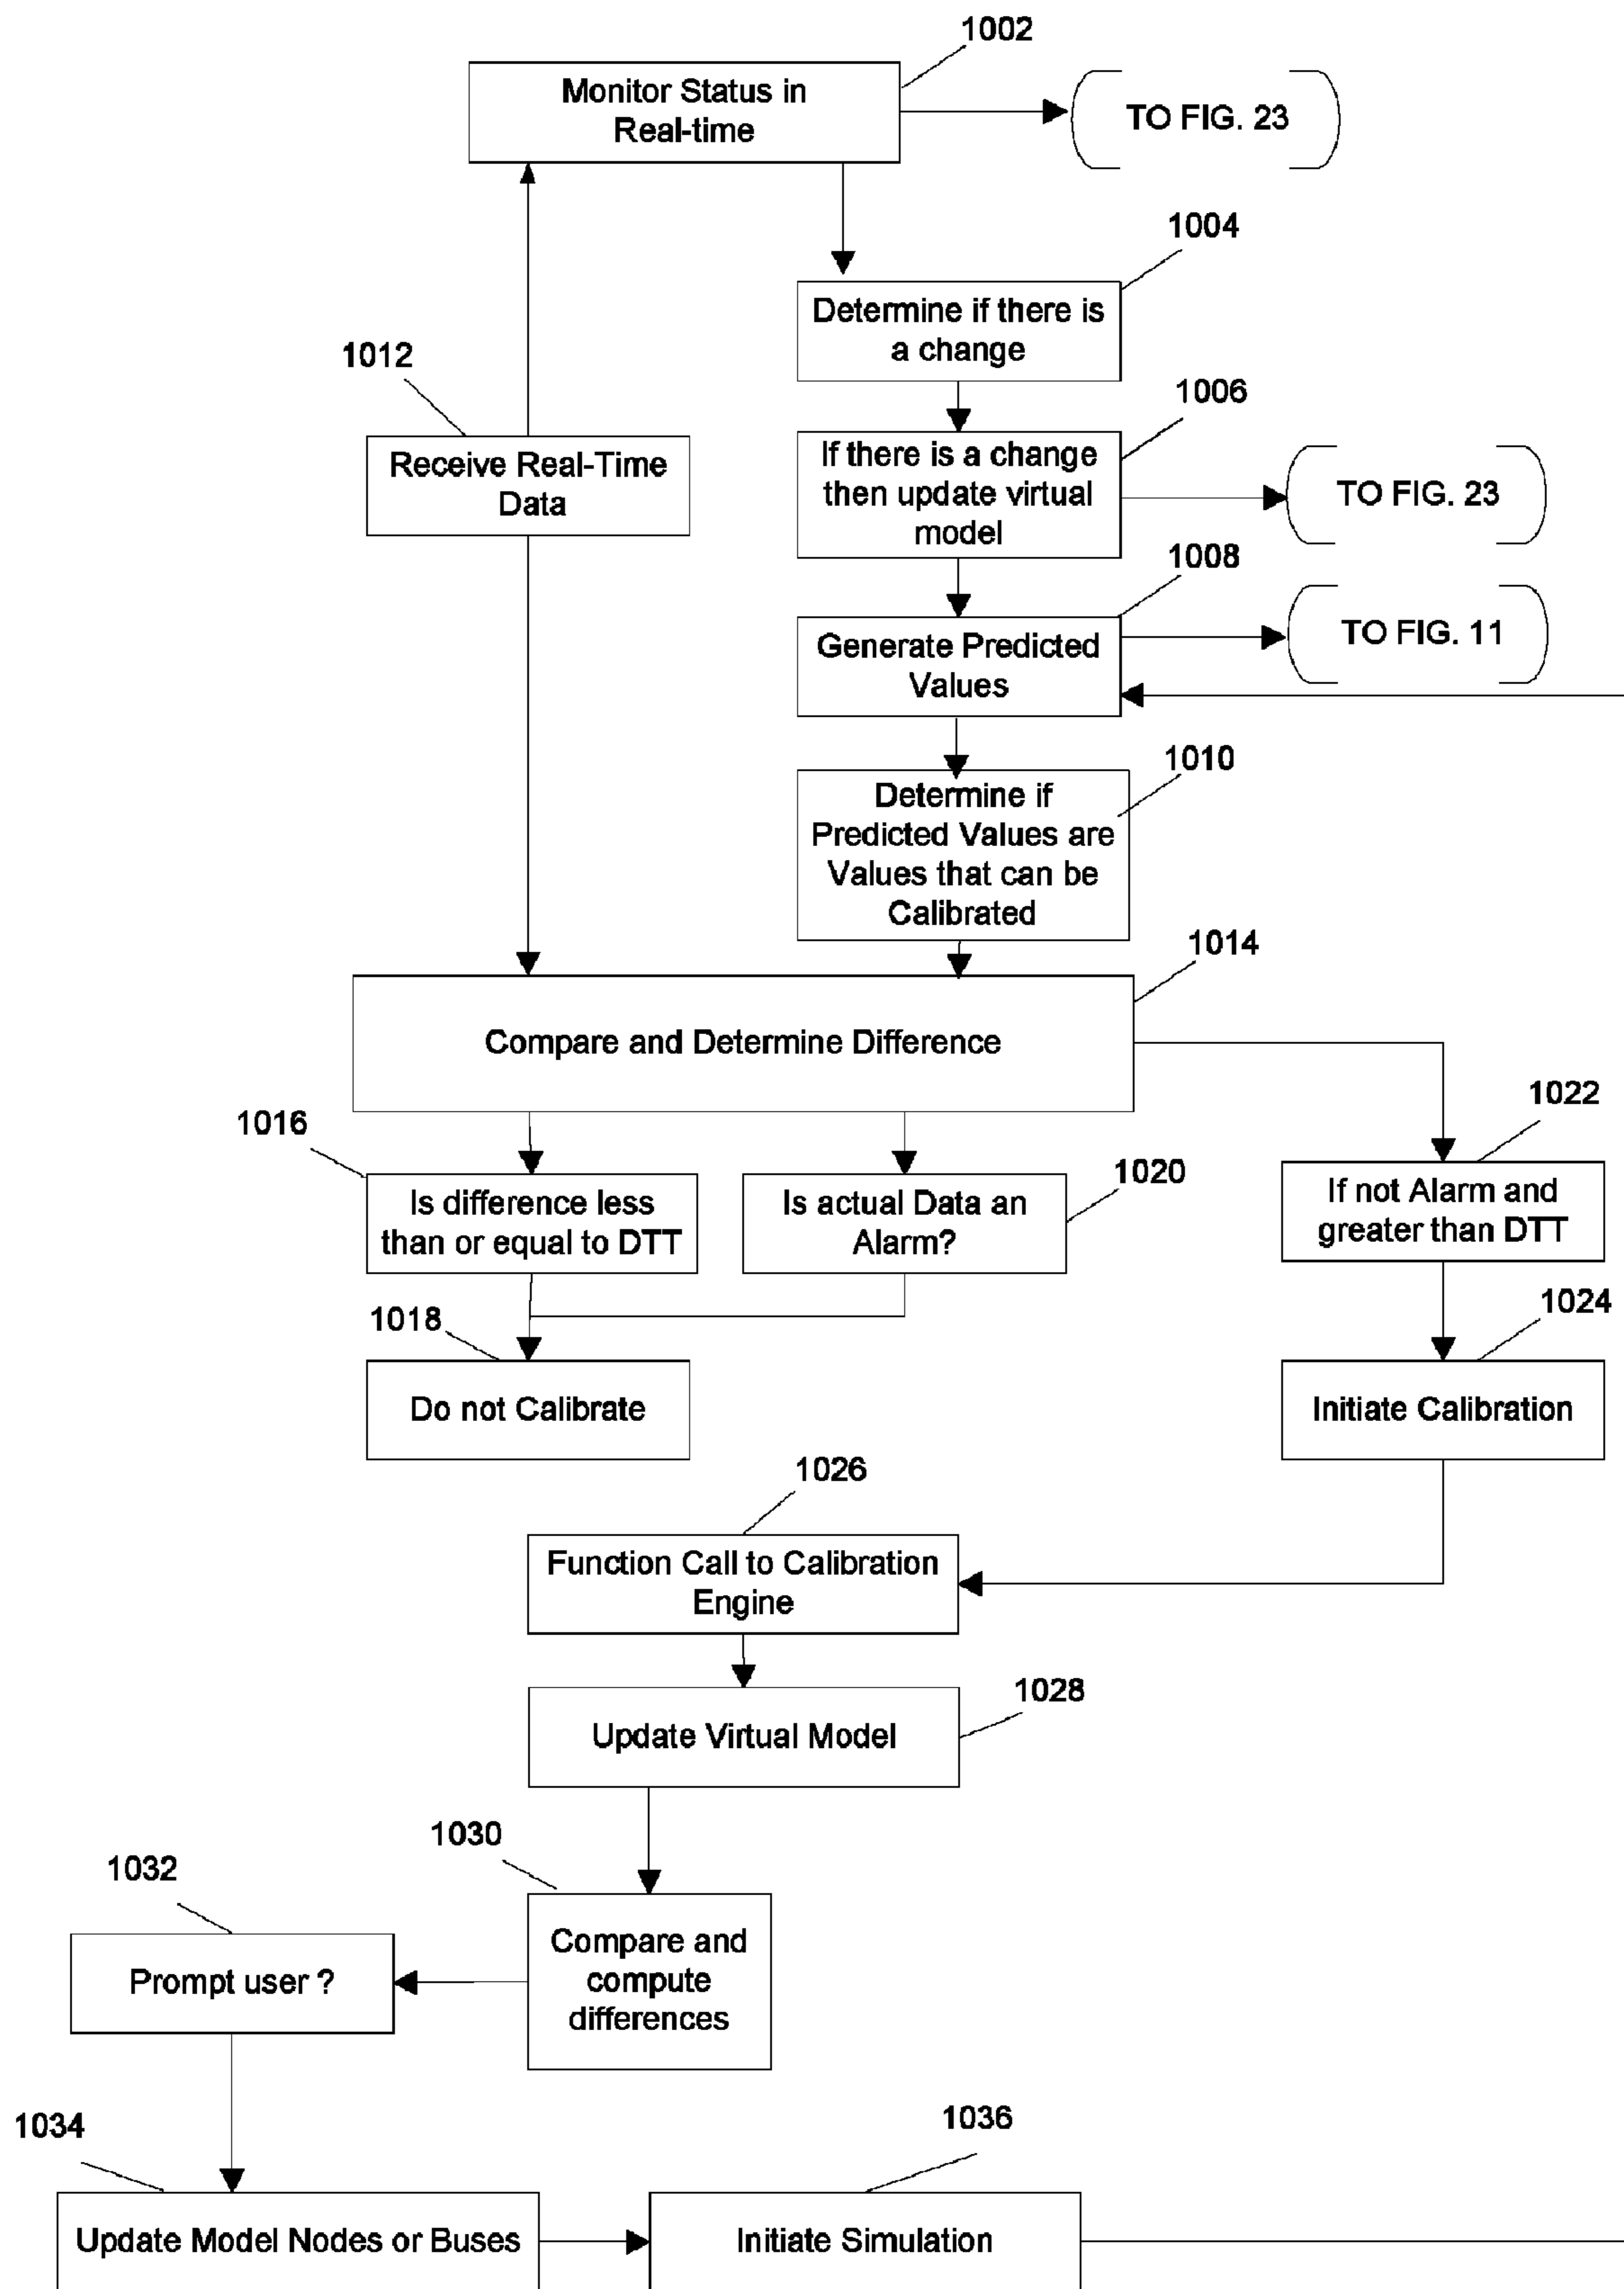 1002
Monitor Status in
Real-time
TO FIG. 23
1004
Determine if there is
a change
1012
Receive Real-Time
Data
1006
If there is a change
then update virtual
model
TO FIG. 23
1008
Generate Predicted
Values
TO FIG. 11
1010
Determine if
Predicted Values are
Values that can be
Calibrated
1014
Compare and Determine Difference
1016
Is difference less
than or equal to DTT
1020
Is actual Data an
Alarm?
1022
If not Alarm and
greater than DTT
1018
Do not Calibrate
1024
Initiate Calibration
1026
Function Call to Calibration
Engine
1028
Update Virtual Model
1030
Compare and
compute
differences
1032
Prompt user ?
1034
Update Model Nodes or Buses
1036
Initiate Simulation